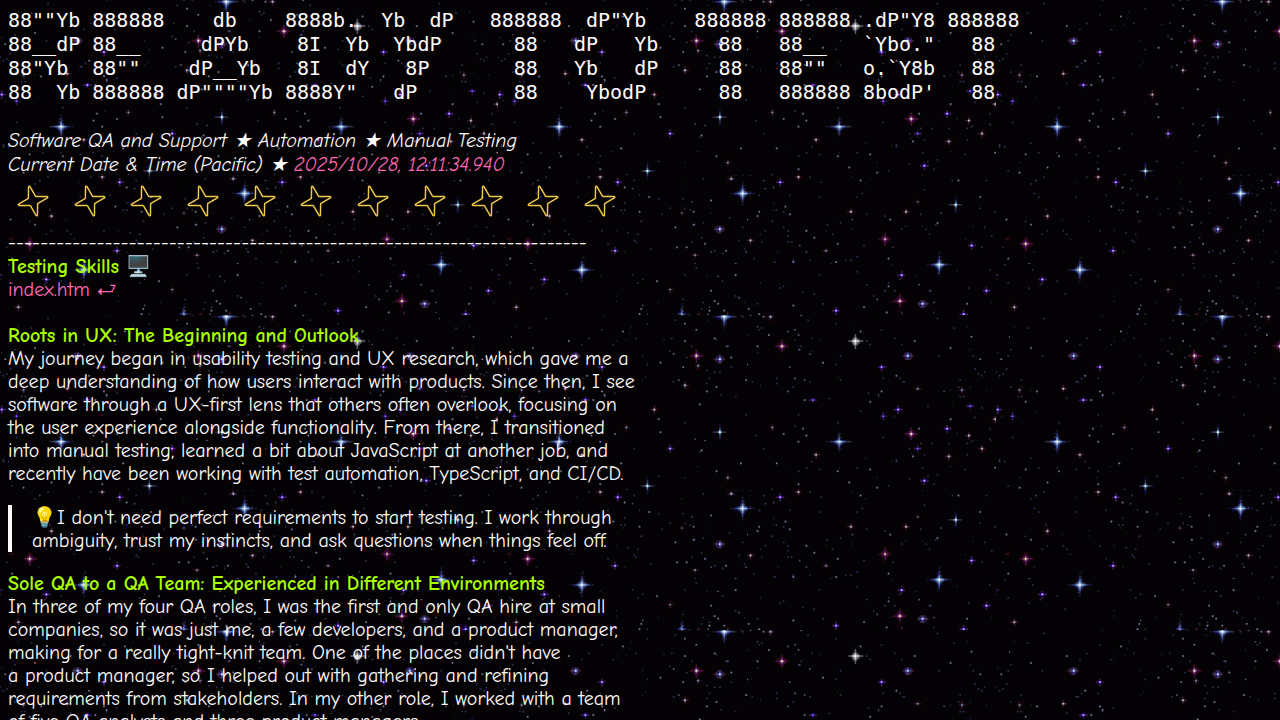 88""Yb 888888    db    8888b.  Yb  dP   888888  dP"Yb    888888 888888 .dP"Y8 888888
88__dP 88__     dPYb    8I  Yb  YbdP      88   dP   Yb     88   88__   `Ybo."   88
88"Yb  88""    dP__Yb   8I  dY   8P       88   Yb   dP     88   88""   o.`Y8b   88
88  Yb 888888 dP""""Yb 8888Y"   dP        88    YbodP      88   888888 8bodP'   88
Software QA and Support ★ Automation ★ Manual Testing
Current Date & Time (Pacific) ★ 2025/10/28, 12:11:34.940
------------------------------------------------------------------------
Testing Skills 🖥️
index.htm ⮐
Roots in UX: The Beginning and Outlook
My journey began in usability testing and UX research, which gave me a
deep understanding of how users interact with products. Since then, I see
software through a UX-first lens that others often overlook, focusing on
the user experience alongside functionality. From there, I transitioned
into manual testing, learned a bit about JavaScript at another job, and
recently have been working with test automation, TypeScript, and CI/CD.
💡I don't need perfect requirements to start testing. I work through
ambiguity, trust my instincts, and ask questions when things feel off.
Sole QA to a QA Team: Experienced in Different Environments
In three of my four QA roles, I was the first and only QA hire at small
companies, so it was just me, a few developers, and a product manager,
making for a really tight-knit team. One of the places didn't have
a product manager, so I helped out with gathering and refining
requirements from stakeholders. In my other role, I worked with a team
of five QA analysts and three product managers.